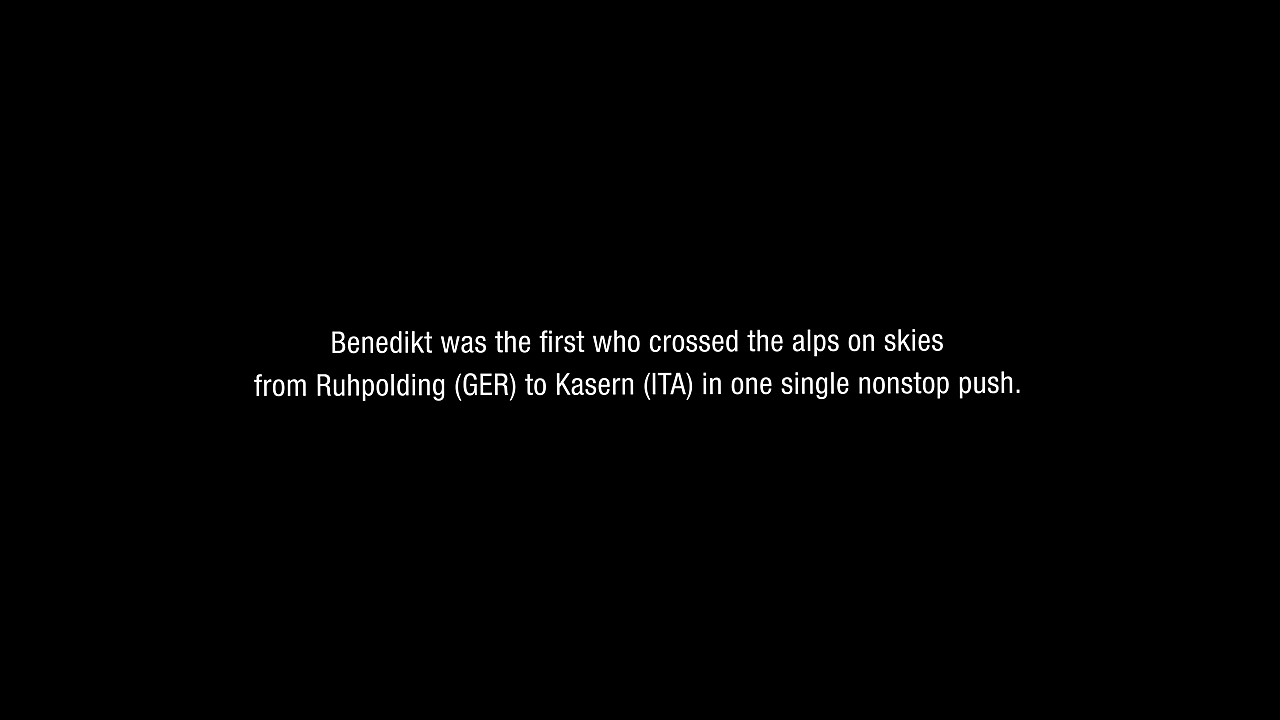 Benedikt was the first who crossed the alps on skies
from Ruhpolding (GER) to Kasern (ITA) in one single nonstop push.